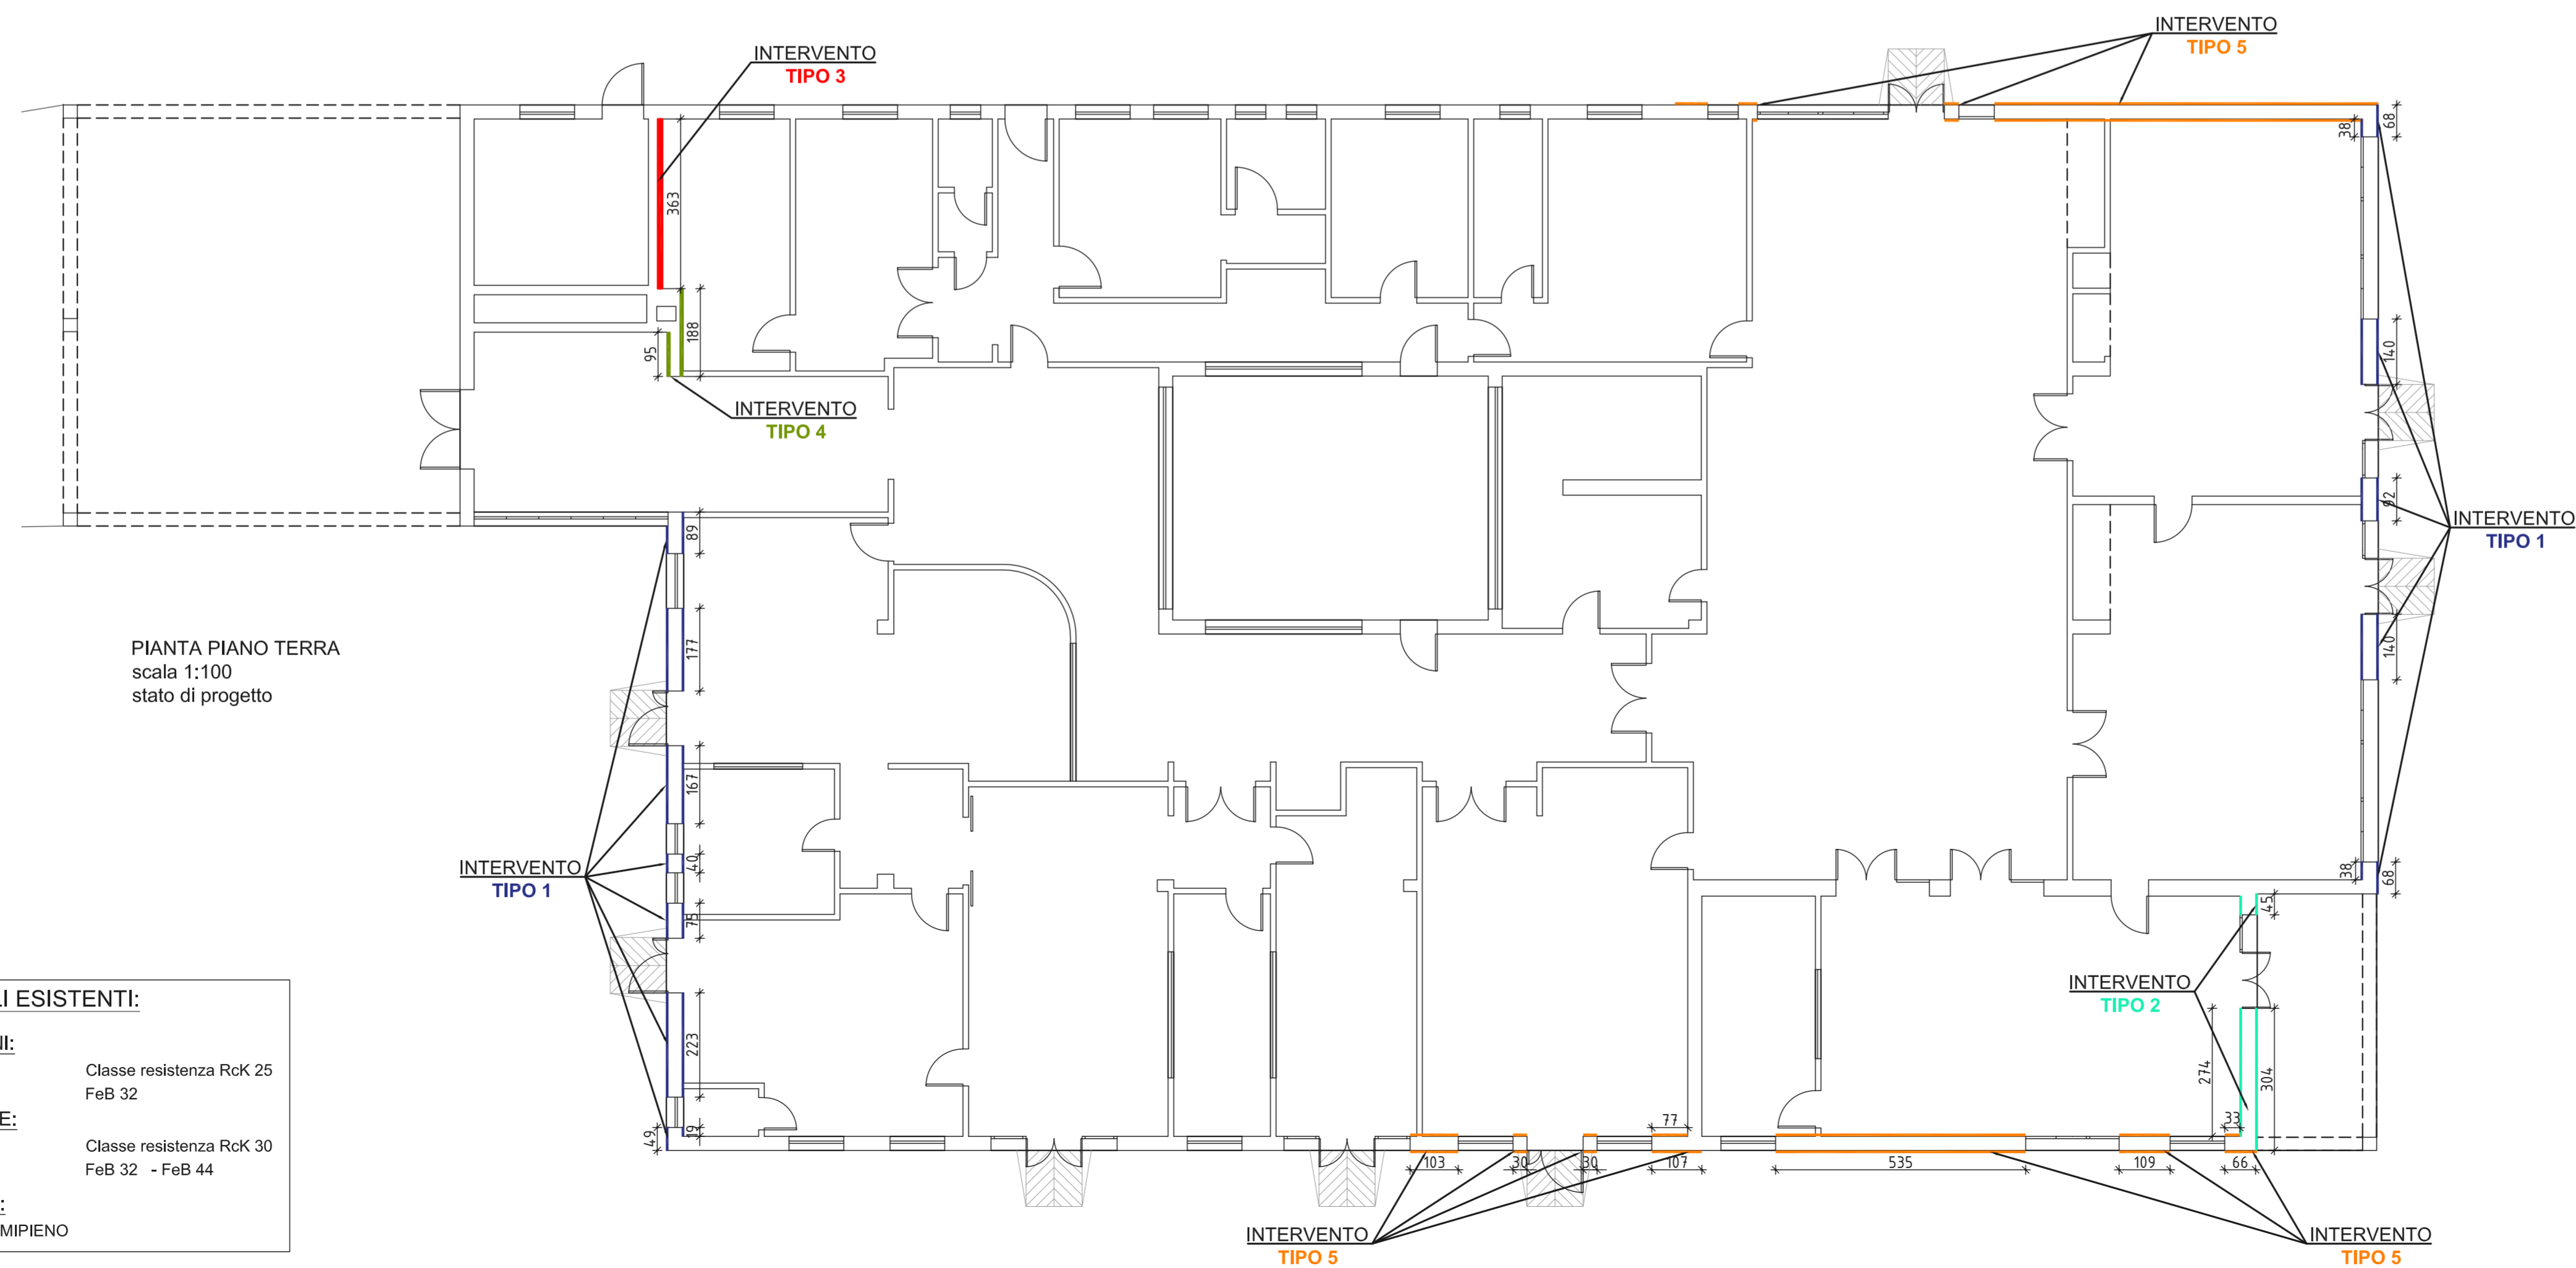 INTERVENTO
TIPO 5
INTERVENTO
TIPO 3
68
38
363
188
95
140
INTERVENTO
TIPO 4
92
INTERVENTO
TIPO 1
89
177
140
PIANTA PIANO TERRA
scala 1:100
stato di progetto
167
40
INTERVENTO
TIPO 1
75
38
68
45
INTERVENTO
TIPO 2
274
304
223
49
19
33
77
103
30
30
107
535
109
66
INTERVENTO
TIPO 5
INTERVENTO
TIPO 5
LI ESISTENTI:
NI:
Classe resistenza RcK 25
FeB 32
E:
Classe resistenza RcK 30
FeB 32 - FeB 44
:
MIPIENO